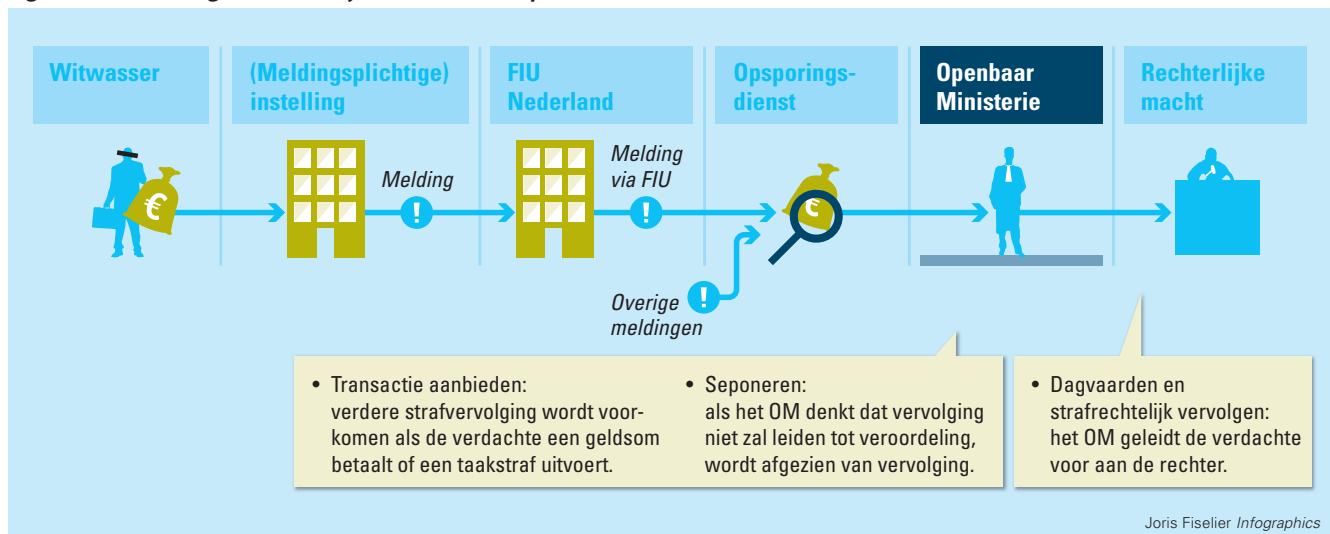 Witwasser
(Meldingsplichtige)
instelling
FIU
Nederland
Opsporings-
dienst
Openbaar
Ministerie
Rechterlijke
macht
Melding
Melding
via FIU
€
€
Overige
meldingen
• Transactie aanbieden:
verdere strafvervolging wordt voor-
komen als de verdachte een geldsom
betaalt of een taakstraf uitvoert.
• Seponeren:
als het OM denkt dat vervolging
niet zal leiden tot veroordeling,
wordt afgezien van vervolging.
• Dagvaarden en
strafrechtelijk vervolgen:
het OM geleidt de verdachte
voor aan de rechter.
Joris Fiselier Infographics